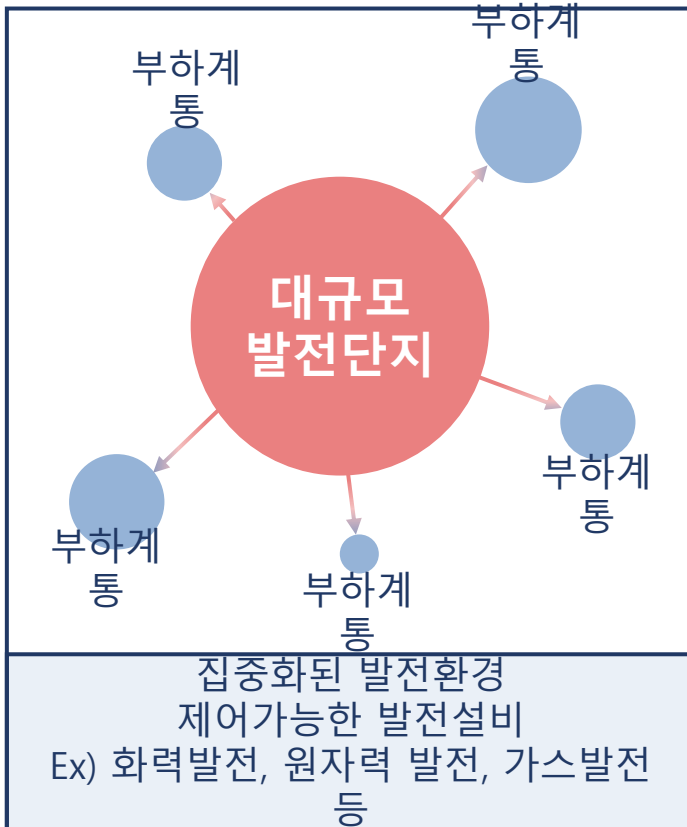 부하계
통
부하계
통
대규모
발전단지
부하계
통
부하계
통
부하계
통
집중화된 발전환경
제어가능한 발전설비
Ex) 화력발전, 원자력 발전, 가스발전
등